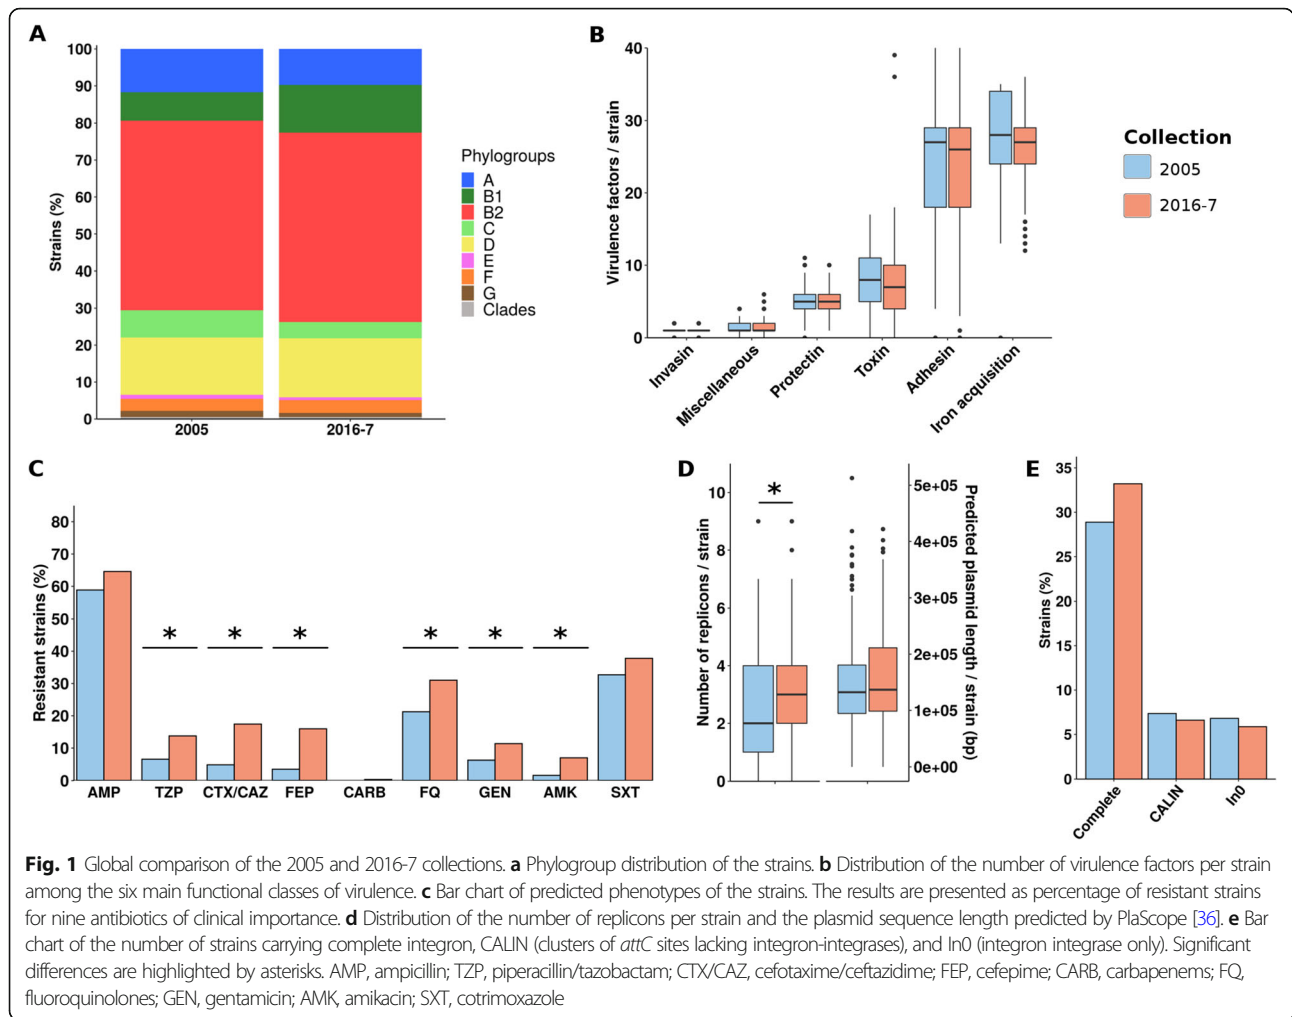 A
100
90
80
70
60
50
40
30
20
10
0
Strains (%)
2005
2016-7
Phylogroups
A
B1
B2
C
D
E
F
G
Clades
B
40
30
20
10
0
Virulence factors / strain
Invasin
Miscellaneous
Protectin
Toxin
Adhesin
Iron acquisition
Collection
2005
2016-7
C
80
70
60
50
40
30
20
10
0
Resistant strains (%)
* * * * * *
AMP TZP CTX/CAZ FEP CARB FQ GEN AMK SXT
D
10
8
6
4
2
0
Number of replicons / strain
*
5e+05
4e+05
3e+05
2e+05
1e+05
0e+00
Predicted plasmid length / strain (bp)
E
35
30
25
20
15
10
5
0
Strains (%)
Complete
CALIN
In0
Fig. 1 Global comparison of the 2005 and 2016-7 collections. a Phylogroup distribution of the strains. b Distribution of the number of virulence factors per strain
among the six main functional classes of virulence. c Bar chart of predicted phenotypes of the strains. The results are presented as percentage of resistant strains
for nine antibiotics of clinical importance. d Distribution of the number of replicons per strain and the plasmid sequence length predicted by PlaScope [36]. e Bar
chart of the number of strains carrying complete integron, CALIN (clusters of attC sites lacking integron-integrases), and In0 (integron integrase only). Significant
differences are highlighted by asterisks. AMP, ampicillin; TZP, piperacillin/tazobactam; CTX/CAZ, cefotaxime/ceftazidime; FEP, cefepime; CARB, carbapenems; FQ,
fluoroquinolones; GEN, gentamicin; AMK, amikacin; SXT, cotrimoxazole